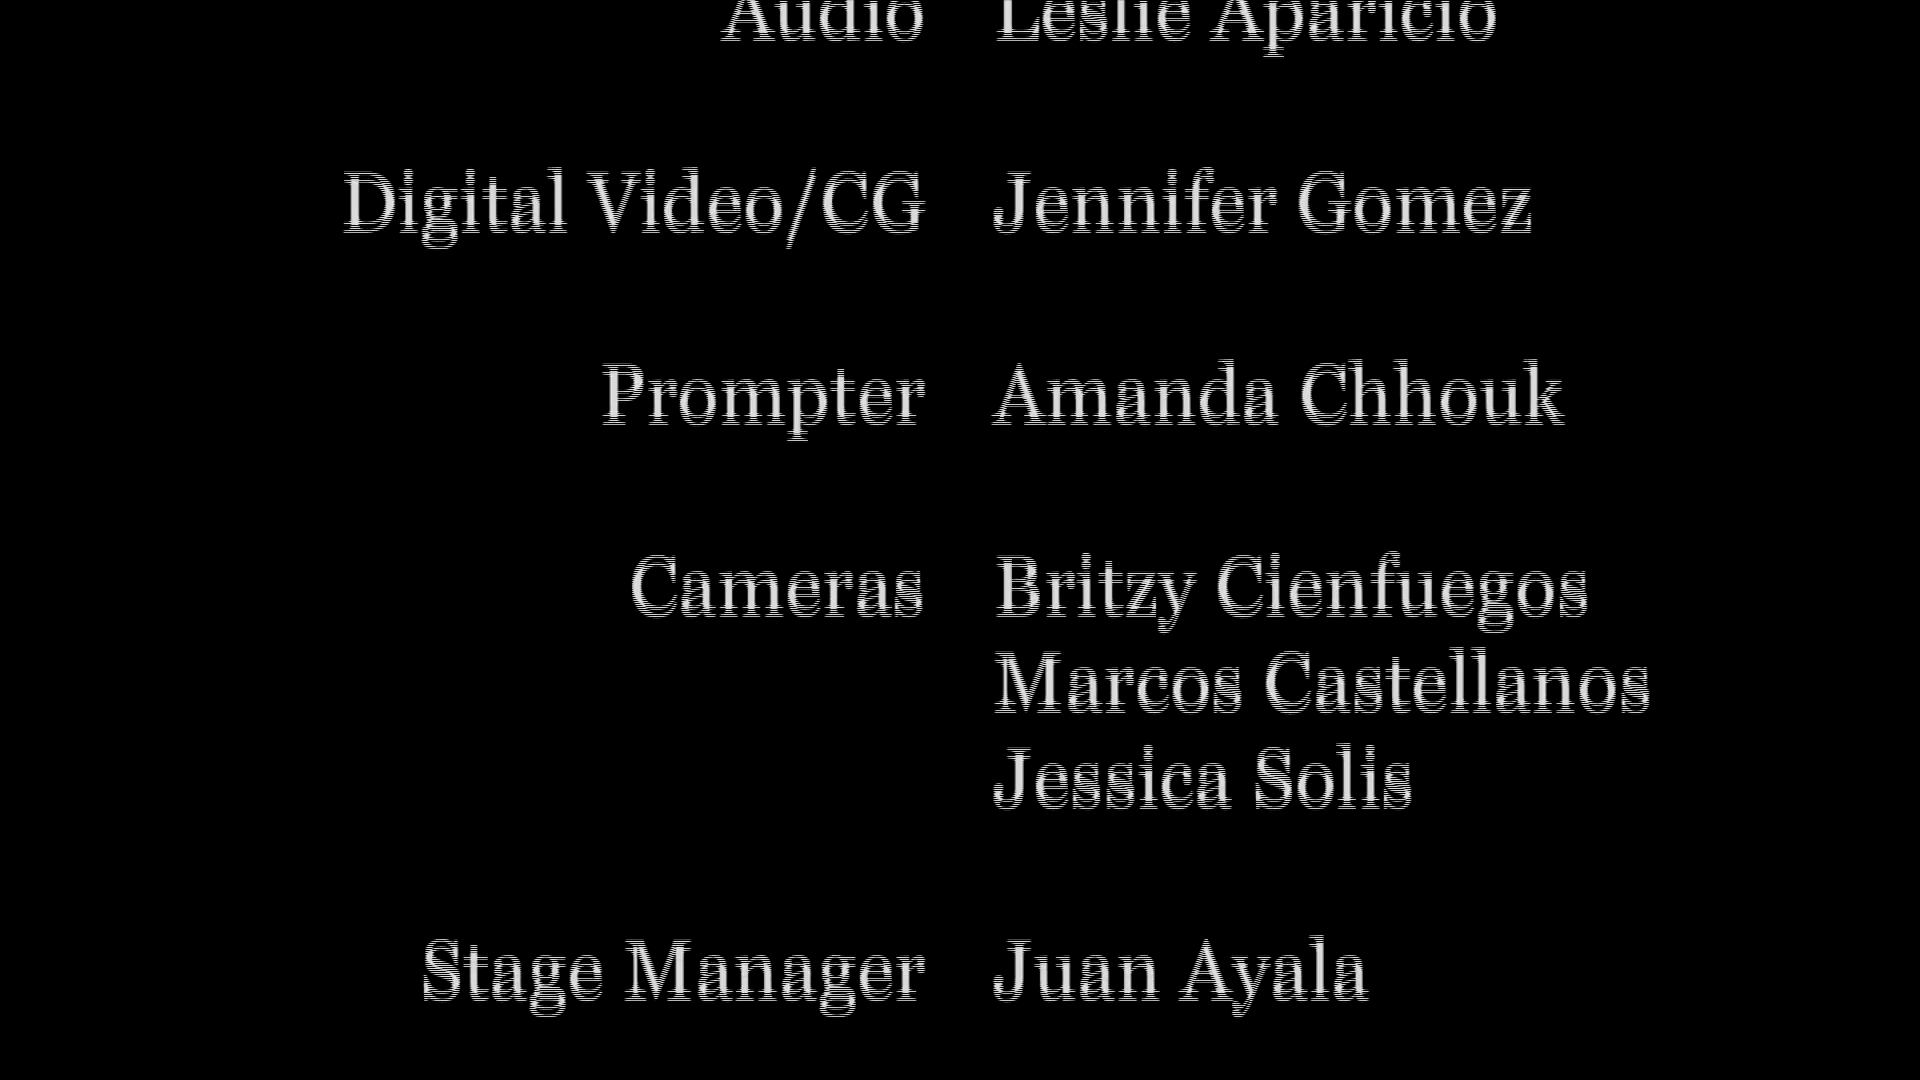 Audio Leslie Aparicio
Digital Video/CG Jennifer Gomez
Prompter Amanda Chhouk
Cameras Britzy Cienfuegos
Marcos Castellanos
Jessica Solis
Stage Manager Juan Ayala